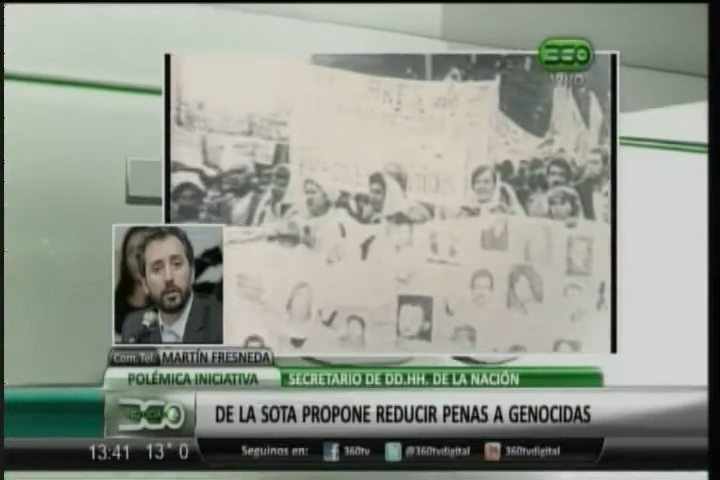 360
VIVO
Com.Tel. MARTÍN FRESNEDA
POLÉMICA INICIATIVA
SECRETARIO DE DD.HH. DE LA NACIÓN
360
DE LA SOTA PROPONE REDUCIR PENAS A GENOCIDAS
13:41 13° 0
Seguinos en: 360tv @360tvdigital 360tvdigital